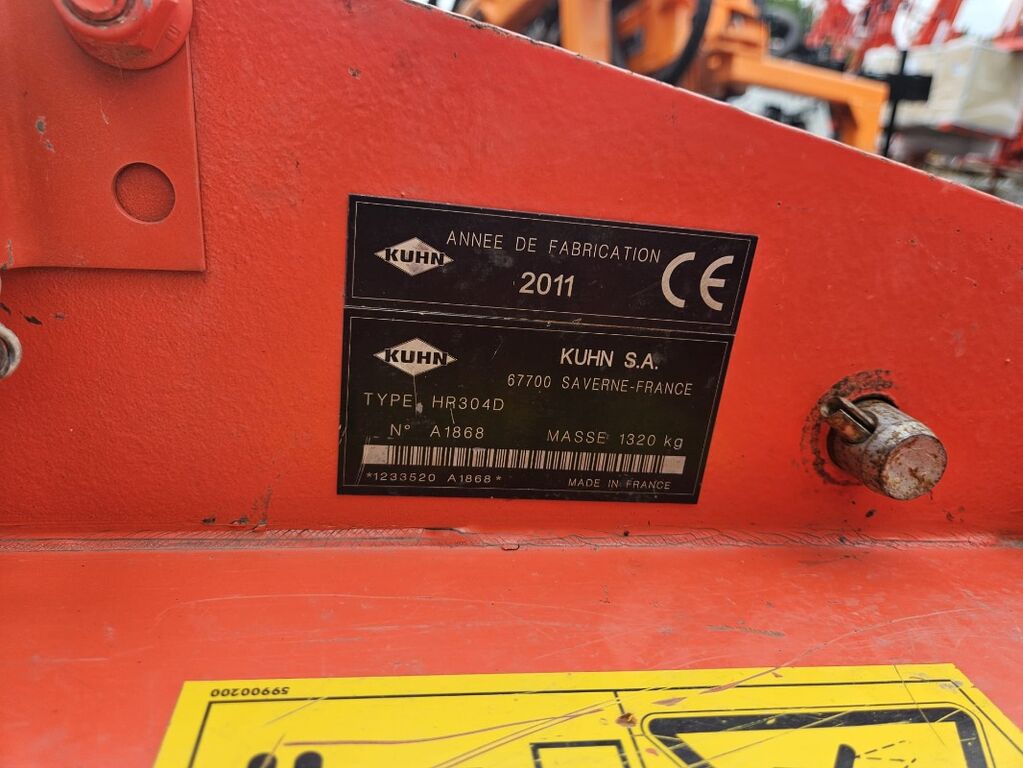 KUHN
ANNEE DE FABRICATION
2011
CE
KUHN
KUHN S.A.
67700 SAVERNE-FRANCE
TYPE HR304D
N° A1868 MASSE 1320 kg
*1233520 A1868*
MADE IN FRANCE
59900200